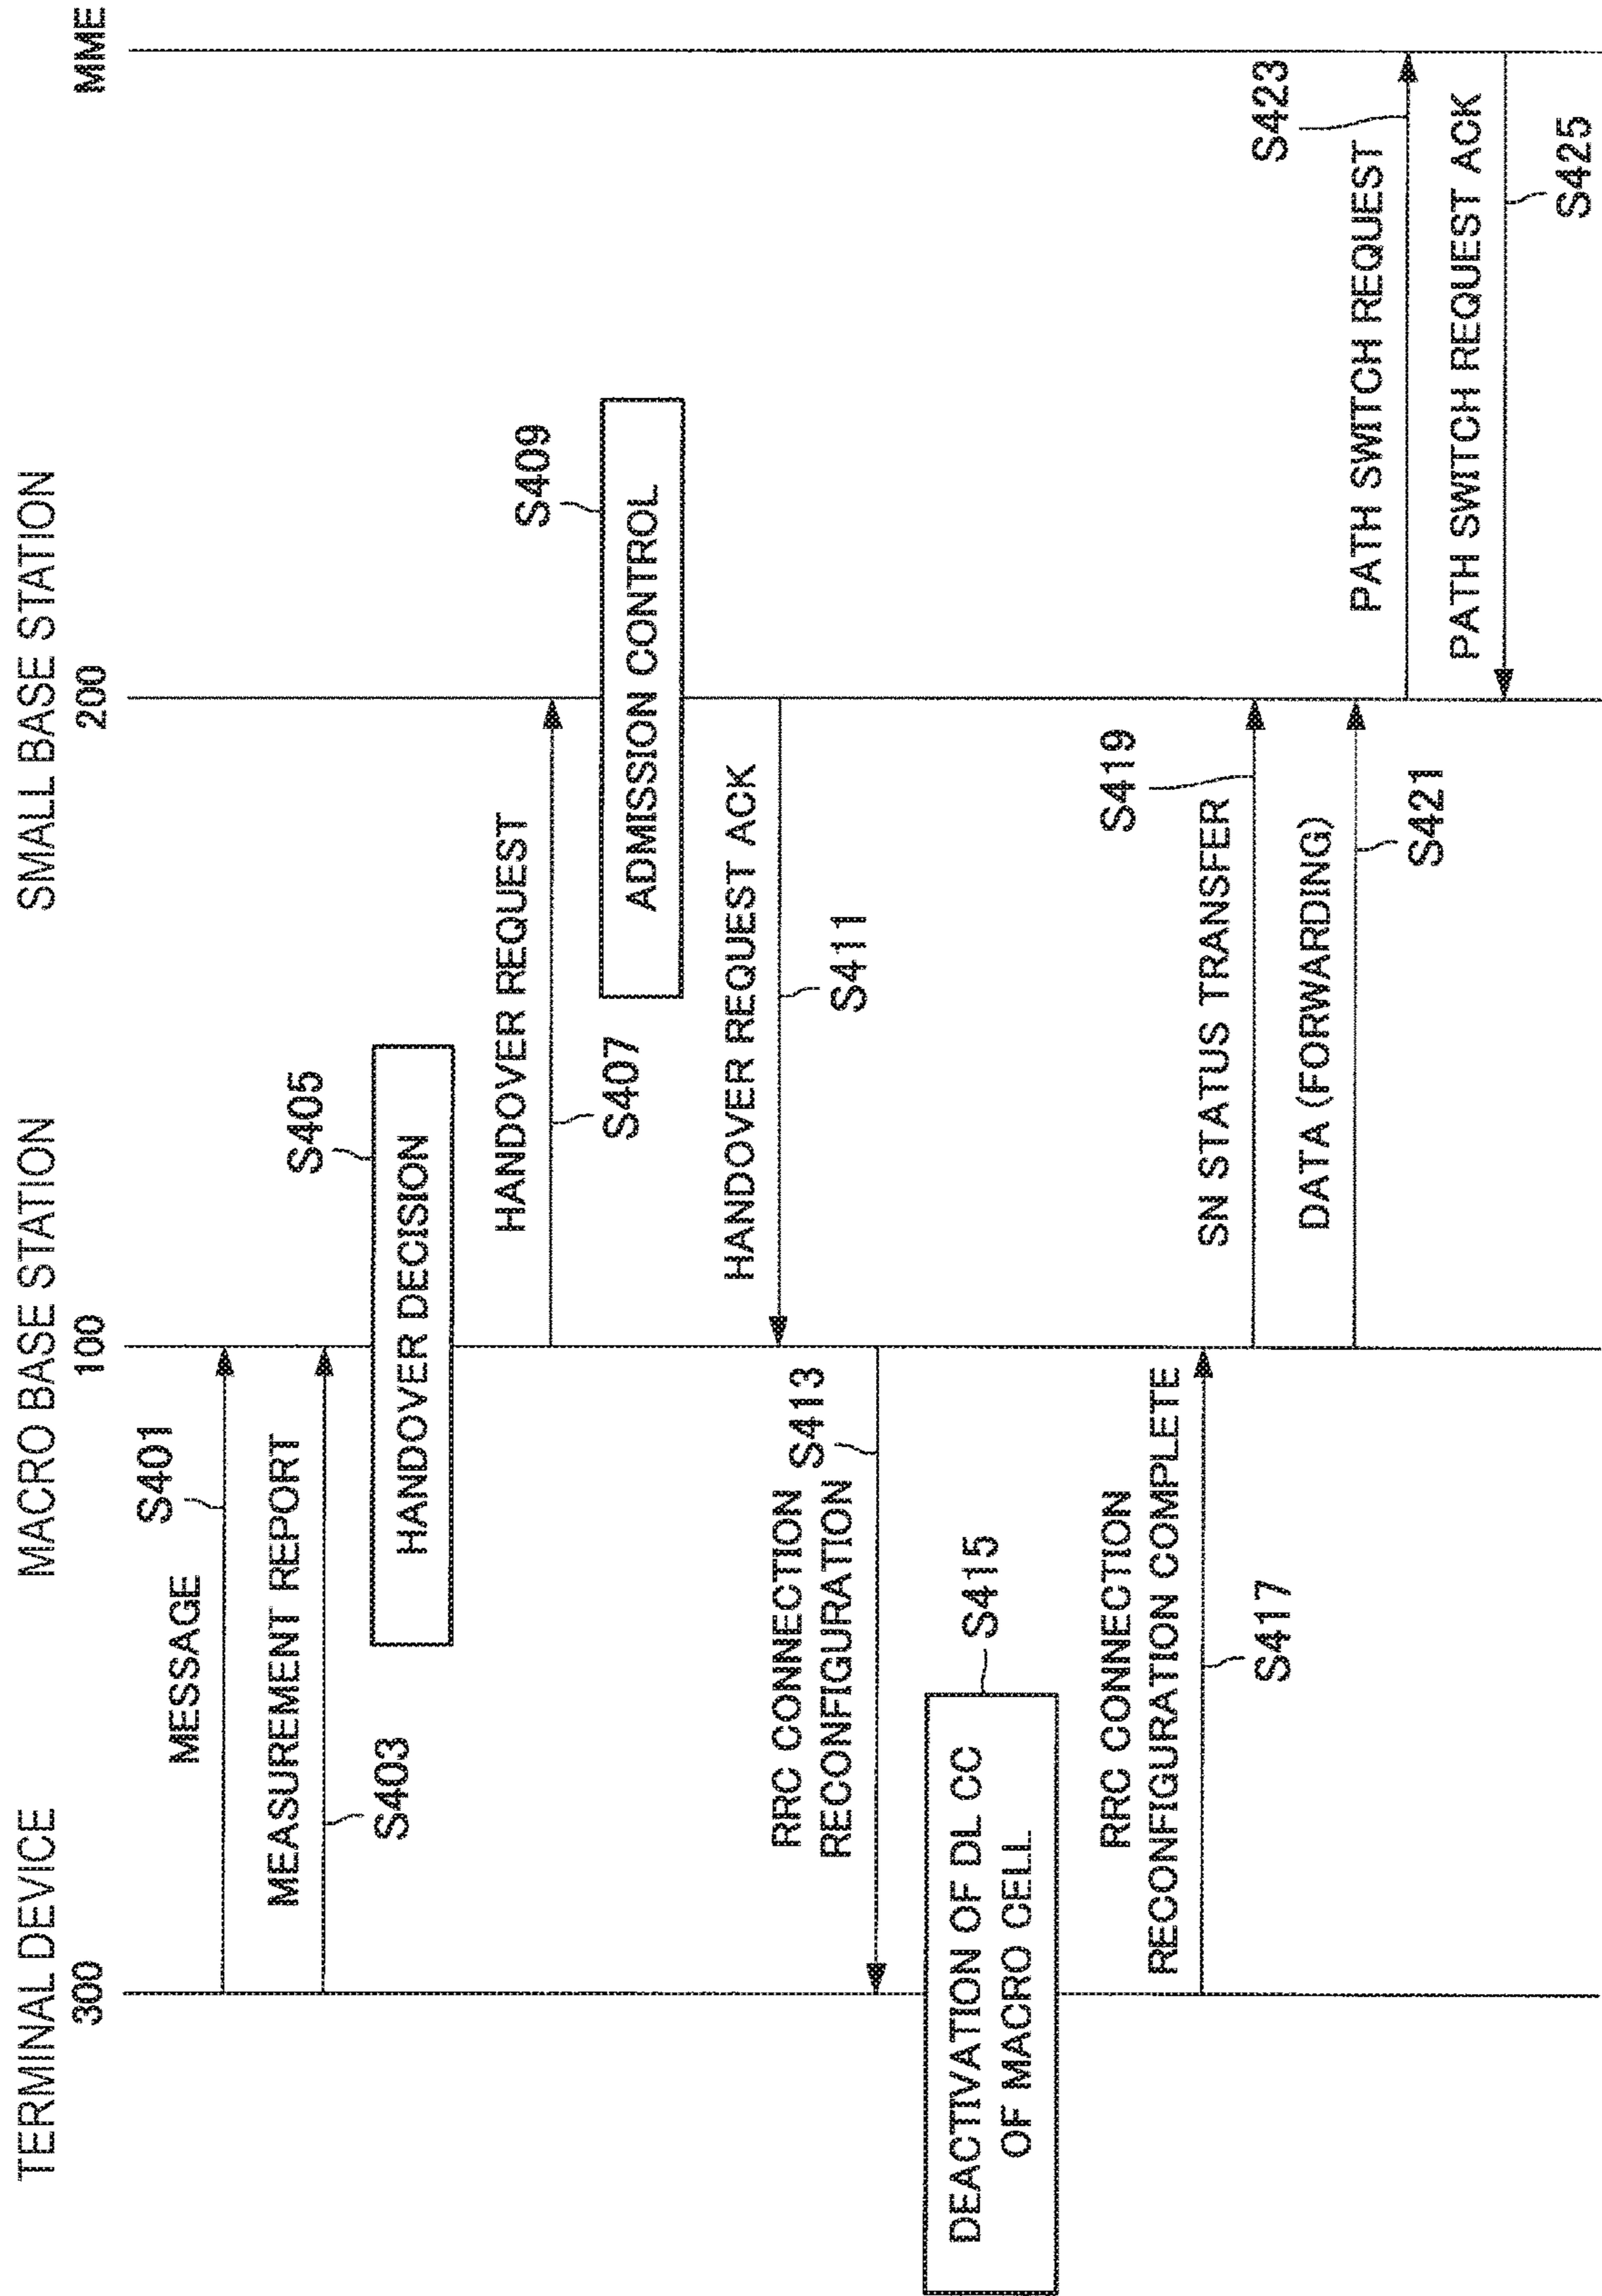 TERMINAL DEVICE
300
MACRO BASE STATION
100
SMALL BASE STATION
200
MME
S401
MESSAGE
MEASUREMENT REPORT
S403
S405
HANDOVER DECISION
HANDOVER REQUEST
S407
S409
ADMISSION CONTROL
HANDOVER REQUEST ACK
S411
RRC CONNECTION
RECONFIGURATION
S413
DEACTIVATION OF DL CC
OF MACRO CELL
S415
RRC CONNECTION
RECONFIGURATION COMPLETE
S417
SN STATUS TRANSFER
S419
DATA (FORWARDING)
S421
PATH SWITCH REQUEST
S423
PATH SWITCH REQUEST ACK
S425